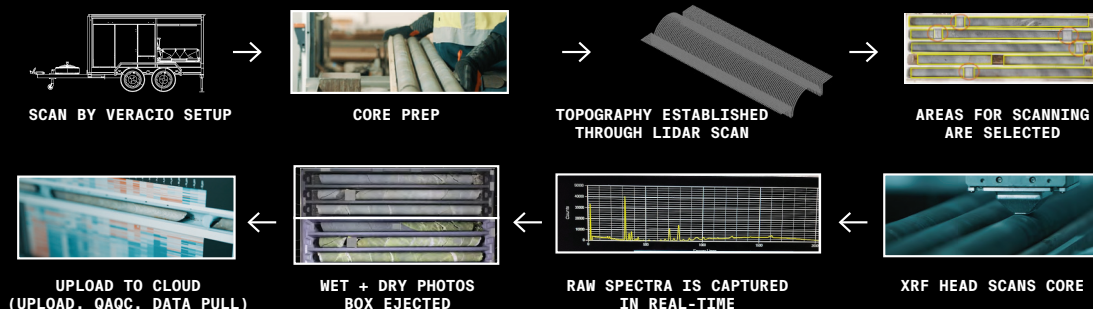 SCAN BY VERACIO SETUP
CORE PREP
TOPOGRAPHY ESTABLISHED
THROUGH LIDAR SCAN
AREAS FOR SCANNING
ARE SELECTED
XRF HEAD SCANS CORE
RAW SPECTRA IS CAPTURED
IN REAL-TIME
WET + DRY PHOTOS
BOX EJECTED
UPLOAD TO CLOUD
(UPLOAD, QAQC, DATA PULL)